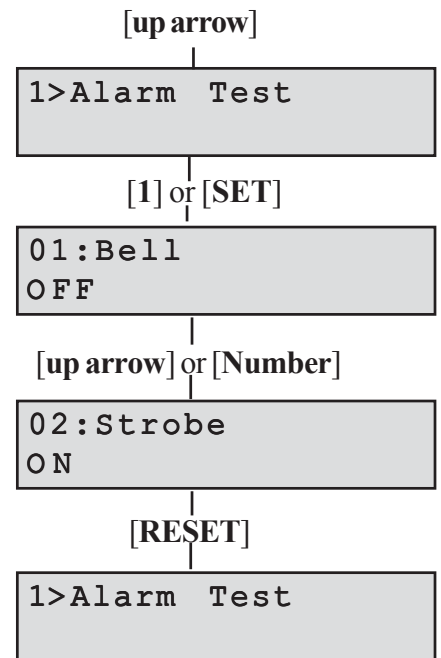 [up arrow]
1>Alarm Test
[1] or [SET]
01:Bell
OFF
[up arrow] or [Number]
02:Strobe
ON
[RESET]
1>Alarm Test